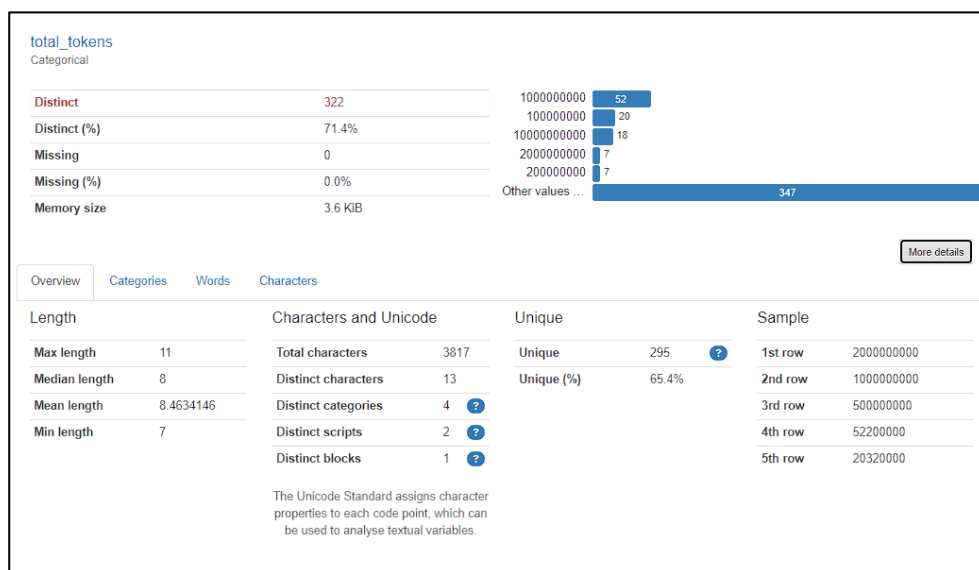 total_tokens
Categorical
Distinct 322
Distinct (%) 71.4%
Missing 0
Missing (%) 0.0%
Memory size 3.6 KiB
1000000000 52
100000000 20
10000000000 18
2000000000 7
200000000 7
Other values ... 347
More details
Overview Categories Words Characters
Length
Max length 11
Median length 8
Mean length 8.4634146
Min length 7
Characters and Unicode
Total characters 3817
Distinct characters 13
Distinct categories 4 ?
Distinct scripts 2 ?
Distinct blocks 1 ?
The Unicode Standard assigns character
properties to each code point, which can
be used to analyse textual variables.
Unique
Unique 295 ?
Unique (%) 65.4%
Sample
1st row 2000000000
2nd row 1000000000
3rd row 500000000
4th row 52200000
5th row 20320000